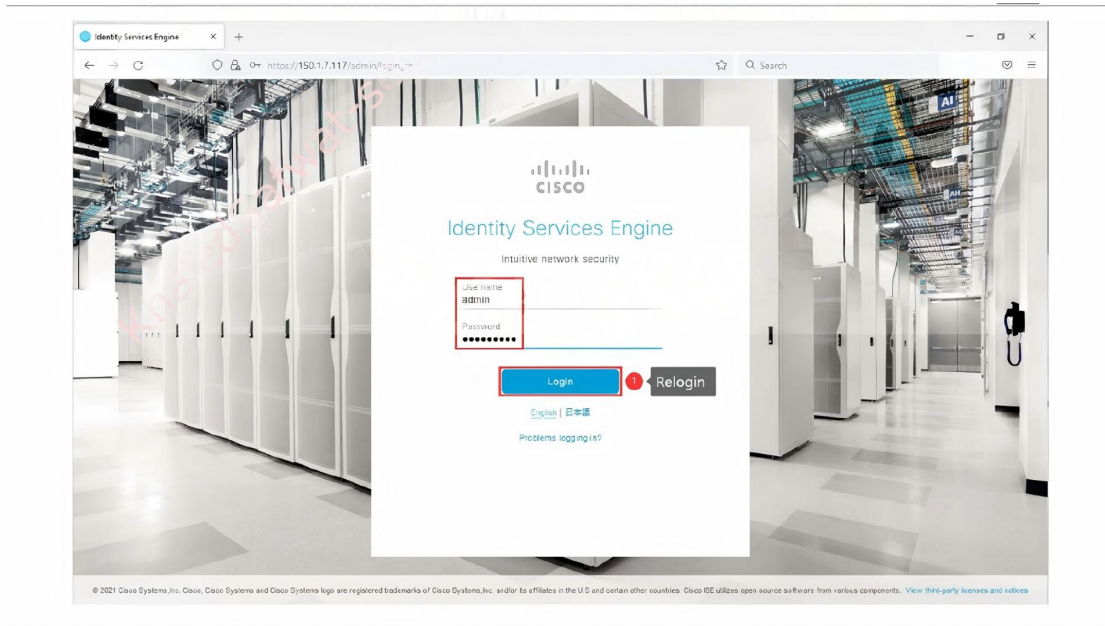 Identity Services Engine
https://150.1.7.117/admin/login.jsp
Search
AI
AH
CISCO
Identity Services Engine
Intuitive network security
Use name
admin
Password
Login
1
Relogin
English | 日本語
Problems logging in?
© 2021 Cisco Systems, Inc. Cisco, Cisco Systems and Cisco Systems logo are registered trademarks of Cisco Systems, Inc. and/or its affiliates in the U.S and certain other countries. Cisco ISE utilizes open source software from various components. View third-party licenses and notices